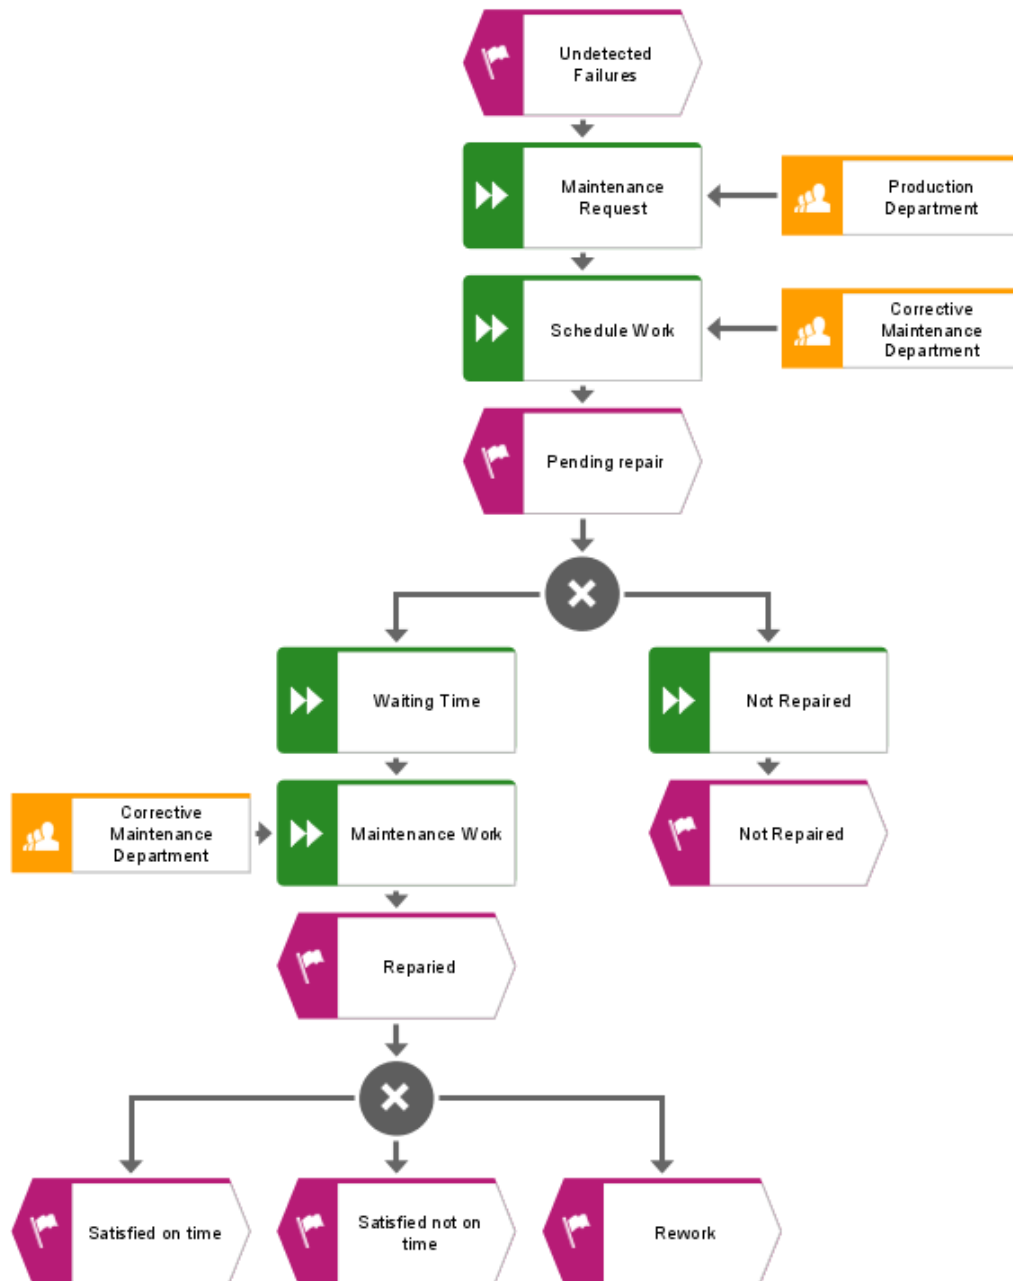 Undetected
Failures
Maintenance
Request
Production
Department
Schedule Work
Corrective
Maintenance
Department
Pending repair
Waiting Time
Not Repaired
Corrective
Maintenance
Department
Maintenance Work
Not Repaired
Reparied
Satisfied on time
Satisfied not on
time
Rework